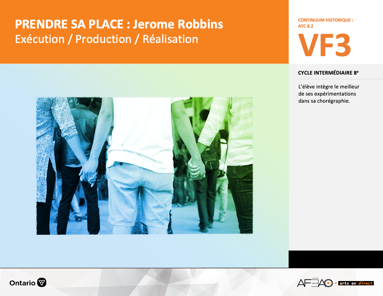 PRENDRE SA PLACE : Jerome Robbins
Exécution / Production / Réalisation
CONTINUUM HISTORIQUE :
ATC 8.2
VF3
CYCLE INTERMÉDIAIRE 8e
L'élève intègre le meilleur
de ses expérimentations
dans sa chorégraphie.
Ontario
AFÉAO
arts en direct